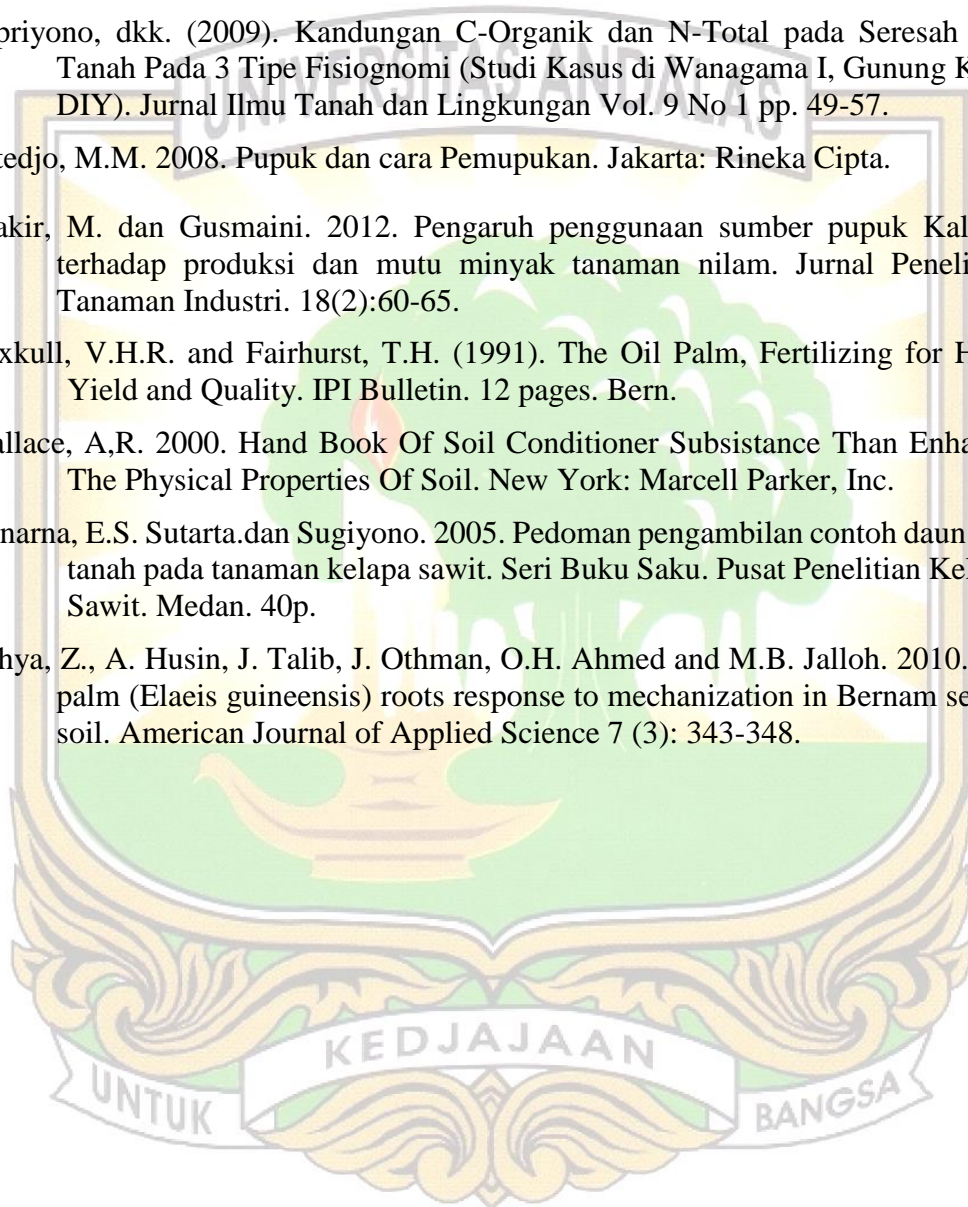 UNIVERSITAS ANDALAS
priyono, dkk. (2009). Kandungan C-Organik dan N-Total pada Seresah
Tanah Pada 3 Tipe Fisiognomi (Studi Kasus di Wanagama I, Gunung K
DIY). Jurnal Ilmu Tanah dan Lingkungan Vol. 9 No 1 pp. 49-57.
tedjo, M.M. 2008. Pupuk dan cara Pemupukan. Jakarta: Rineka Cipta.
akir, M. dan Gusmaini. 2012. Pengaruh penggunaan sumber pupuk Kal
terhadap produksi dan mutu minyak tanaman nilam. Jurnal Peneli
Tanaman Industri. 18(2):60-65.
xkull, V.H.R. and Fairhurst, T.H. (1991). The Oil Palm, Fertilizing for H
Yield and Quality. IPI Bulletin. 12 pages. Bern.
allace, A,R. 2000. Hand Book Of Soil Conditioner Subsistance Than Enha
The Physical Properties Of Soil. New York: Marcell Parker, Inc.
narna, E.S. Sutarta.dan Sugiyono. 2005. Pedoman pengambilan contoh daun
tanah pada tanaman kelapa sawit. Seri Buku Saku. Pusat Penelitian Kel
Sawit. Medan. 40p.
hya, Z., A. Husin, J. Talib, J. Othman, O.H. Ahmed and M.B. Jalloh. 2010.
palm (Elaeis guineensis) roots response to mechanization in Bernam se
soil. American Journal of Applied Science 7 (3): 343-348.
UNTUK KEDJAJAAN BANGSA